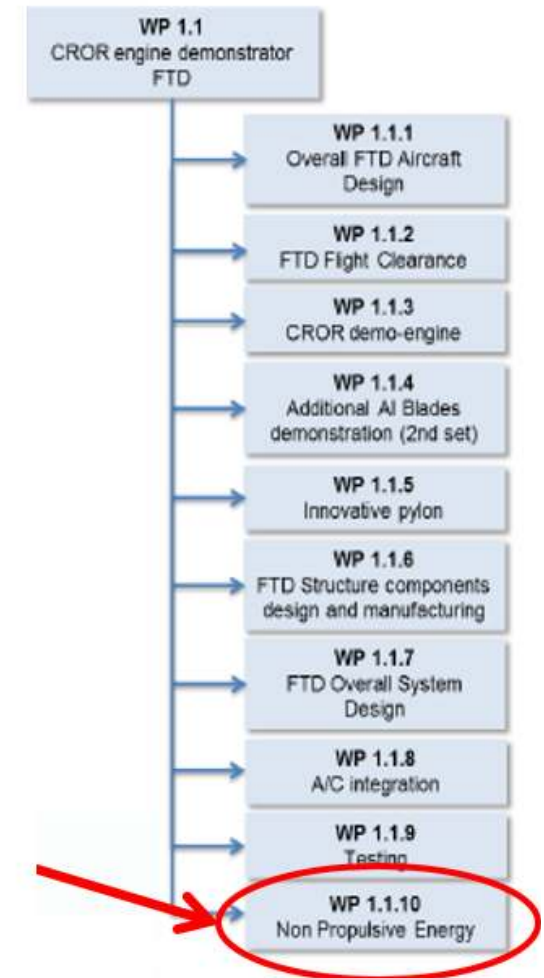 WP 1.1
CROR engine demonstrator
FTD
WP 1.1.1
Overall FTD Aircraft
Design
WP 1.1.2
FTD Flight Clearance
WP 1.1.3
CROR demo-engine
WP 1.1.4
Additional AI Blades
demonstration (2nd set)
WP 1.1.5
Innovative pylon
WP 1.1.6
FTD Structure components
design and manufacturing
WP 1.1.7
FTD Overall System
Design
WP 1.1.8
A/C integration
WP 1.1.9
Testing
WP 1.1.10
Non Propulsive Energy